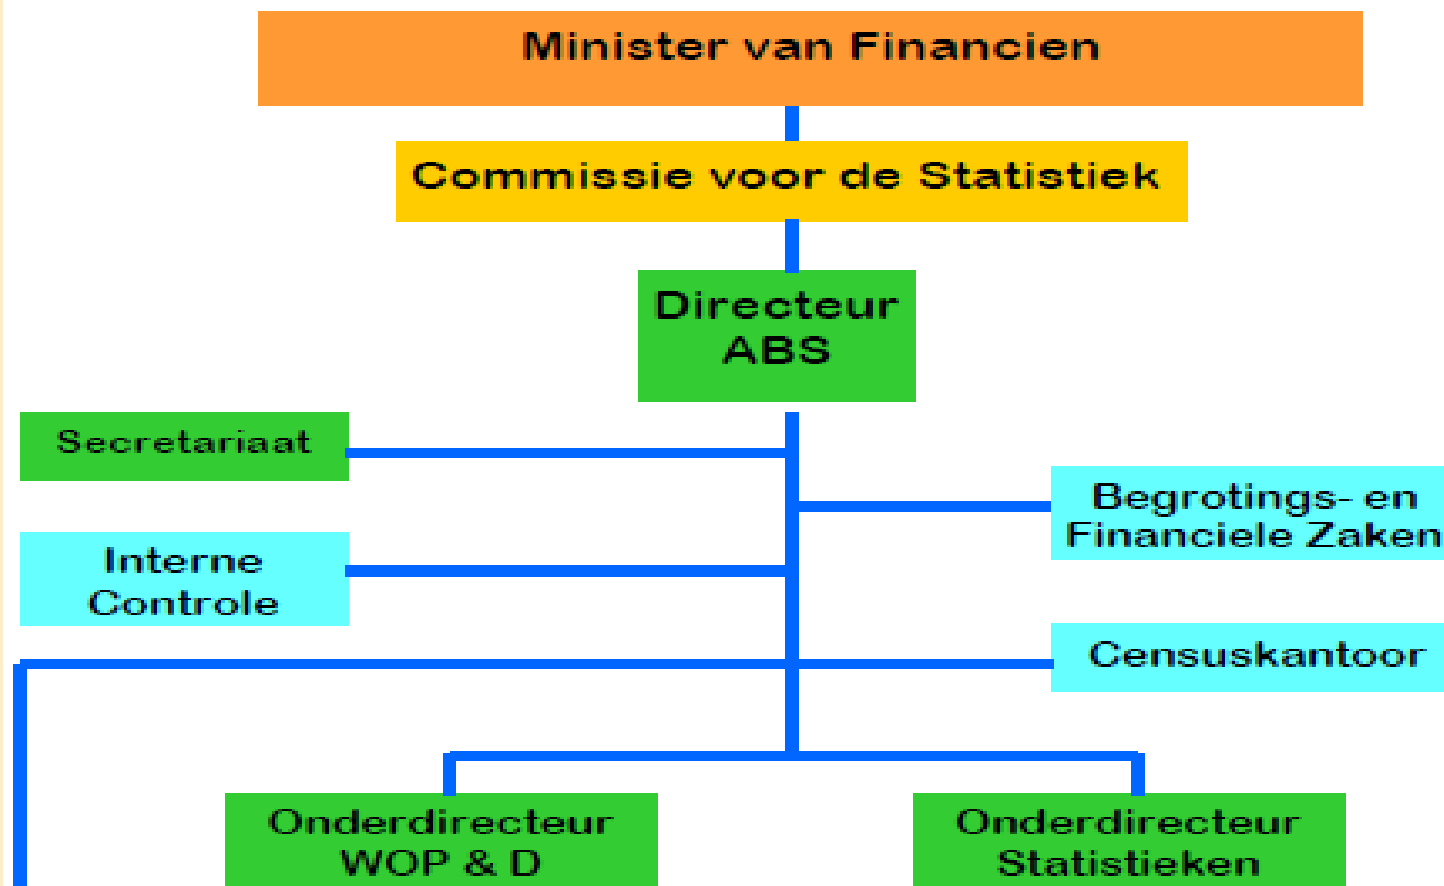 Minister van Financien
Commissie voor de Statistiek
Directeur
ABS
Secretariaat
Begrotings- en
Financiele Zaken
Interne
Controle
Censuskantoor
Onderdirecteur
WOP & D
Onderdirecteur
Statistieken